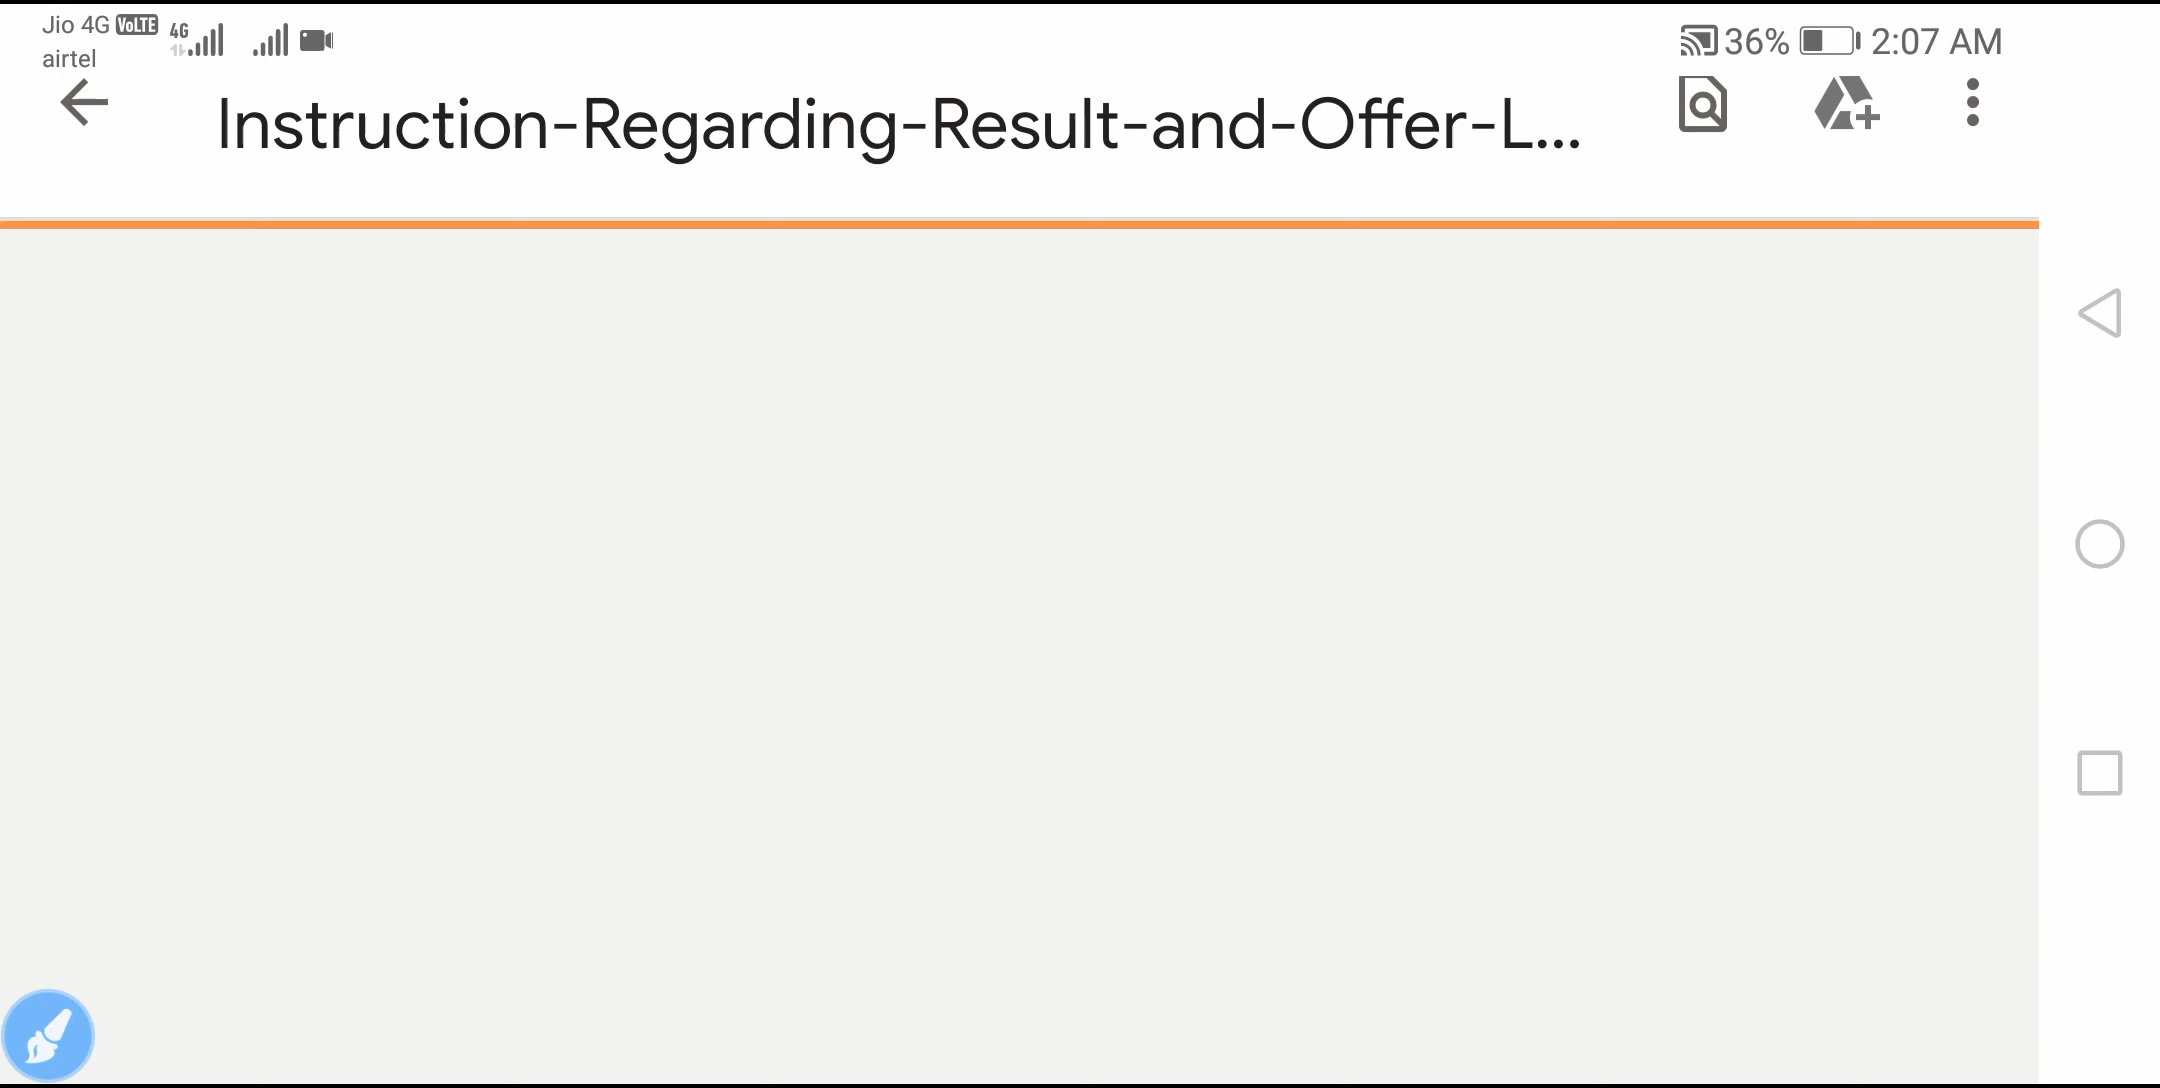 Jio 4G VoLTE 4G
airtel
36% 2:07 AM
Instruction-Regarding-Result-and-Offer-L...